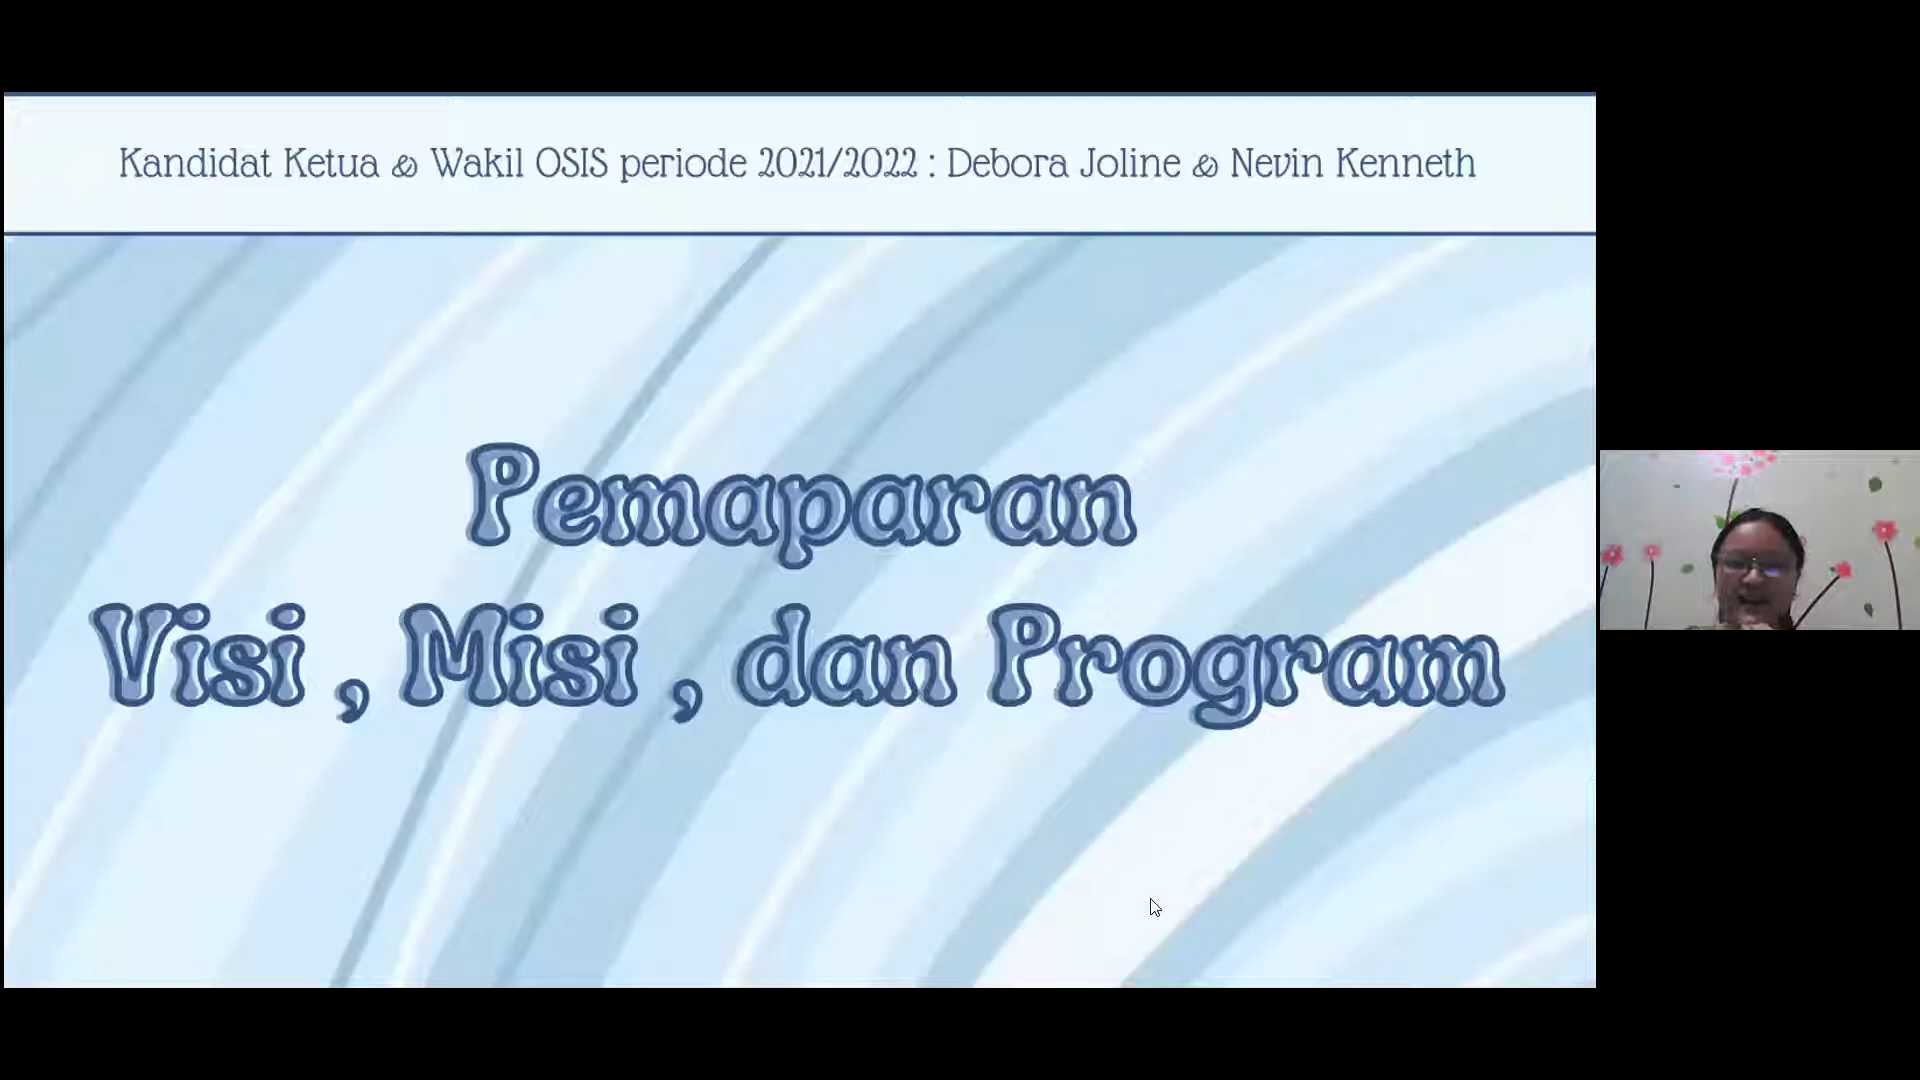 Kandidat Ketua & Wakil OSIS periode 2021/2022 : Debora Joline & Nevin Kenneth
Pemaparan
Visi , Misi , dan Program